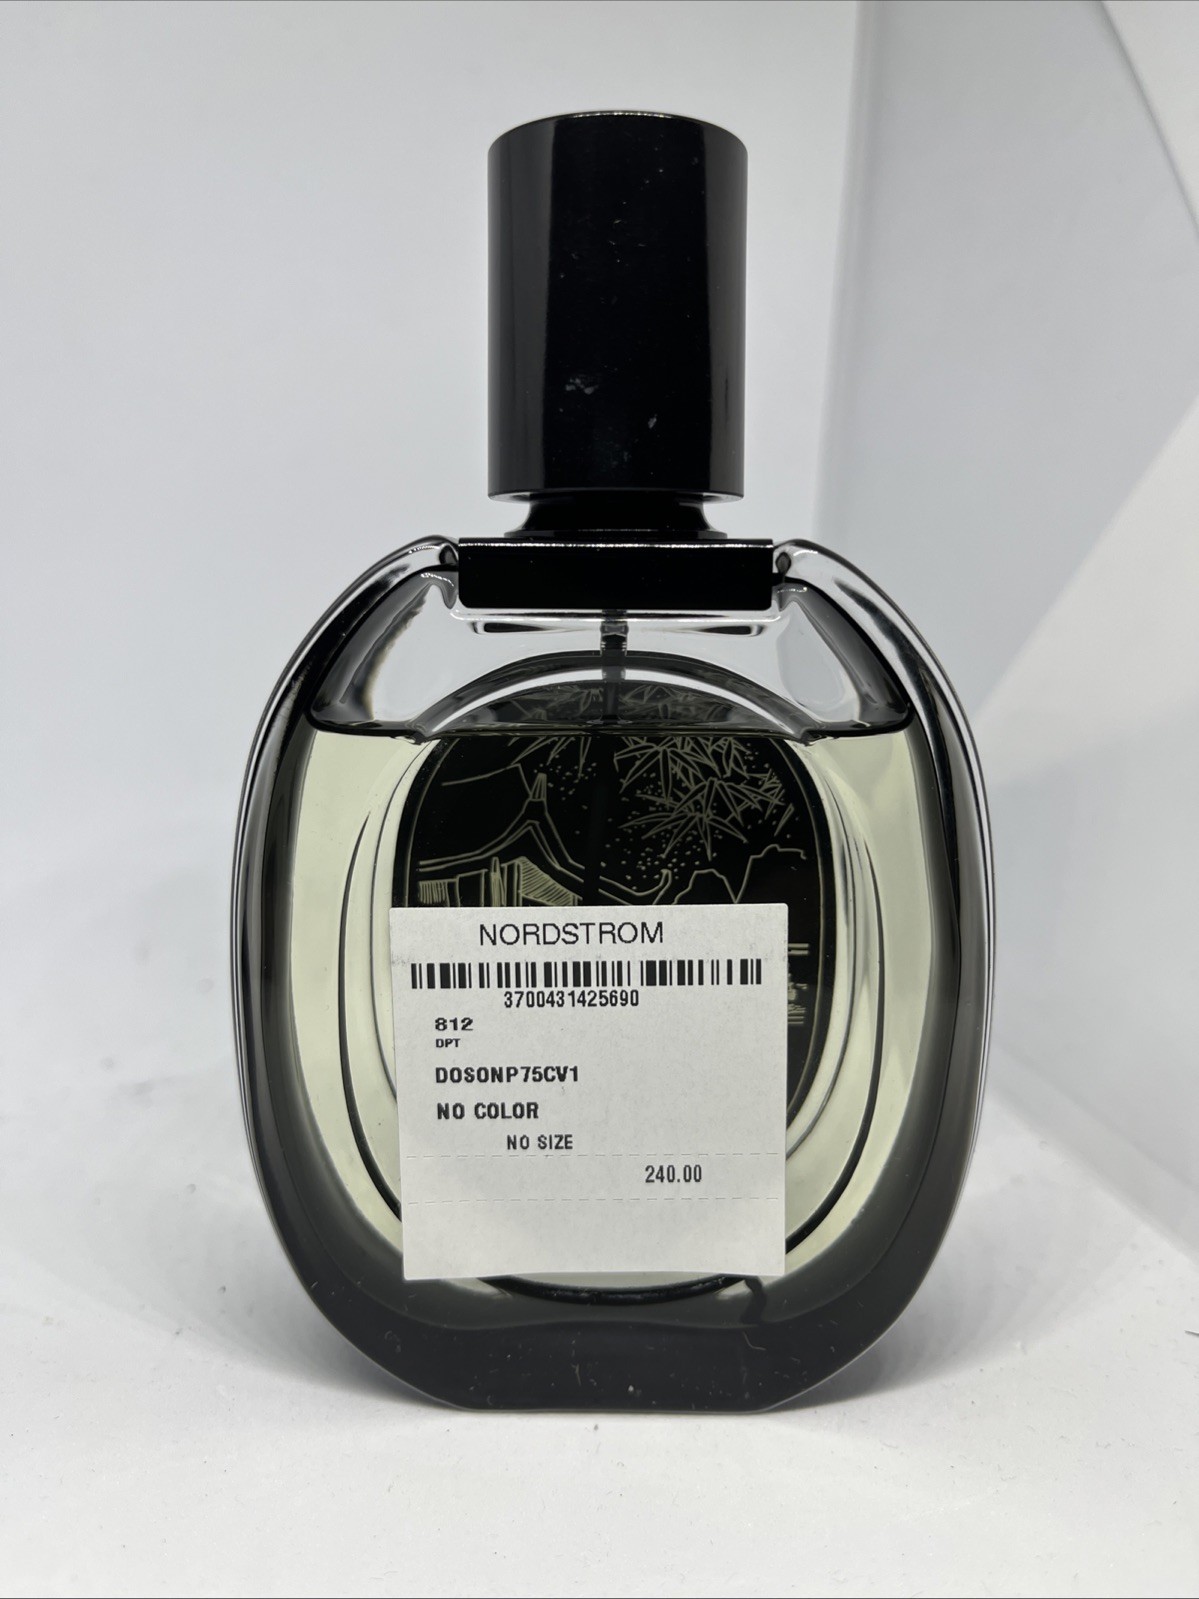 NORDSTROM
3700431425690
812
DPT
DOSONP75CV1
NO COLOR
NO SIZE
240.00